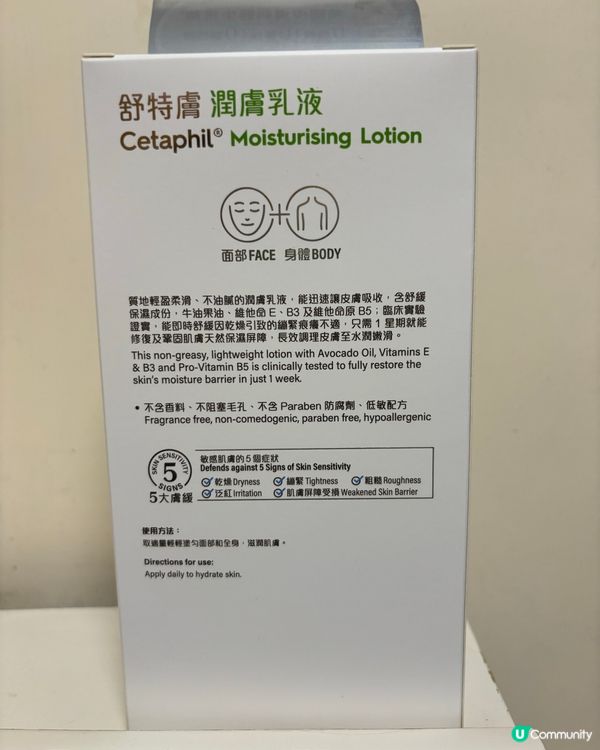 舒特膚 潤膚乳液
Cetaphil® Moisturising Lotion
面部 FACE 身體 BODY
質地輕盈柔滑、不油膩的潤膚乳液，能迅速讓皮膚吸收，含舒緩
保濕成份，牛油果油、維他命 E、B3 及維他命原 B5；臨床實驗
證實，能即時舒緩因乾燥引致的繃緊痕癢不適，只需 1 星期就能
修復及鞏固肌膚天然保濕屏障，長效調理皮膚至水潤嫩滑。
This non-greasy, lightweight lotion with Avocado Oil, Vitamins E
& B3 and Pro-Vitamin B5 is clinically tested to fully restore the
skin's moisture barrier in just 1 week.
• 不含香料、不阻塞毛孔、不含 Paraben 防腐劑、低敏配方
Fragrance free, non-comedogenic, paraben free, hypoallergenic
SKIN SENSITIVITY
5
SIGNS
5大膚緩
敏感肌膚的5個症狀
Defends against 5 Signs of Skin Sensitivity
乾燥 Dryness 繃緊 Tightness 粗糙 Roughness
泛紅 Irritation 肌膚屏障受損 Weakened Skin Barrier
使用方法：
取適量輕輕塗勻面部和全身，滋潤肌膚。
Directions for use:
Apply daily to hydrate skin.
U Community